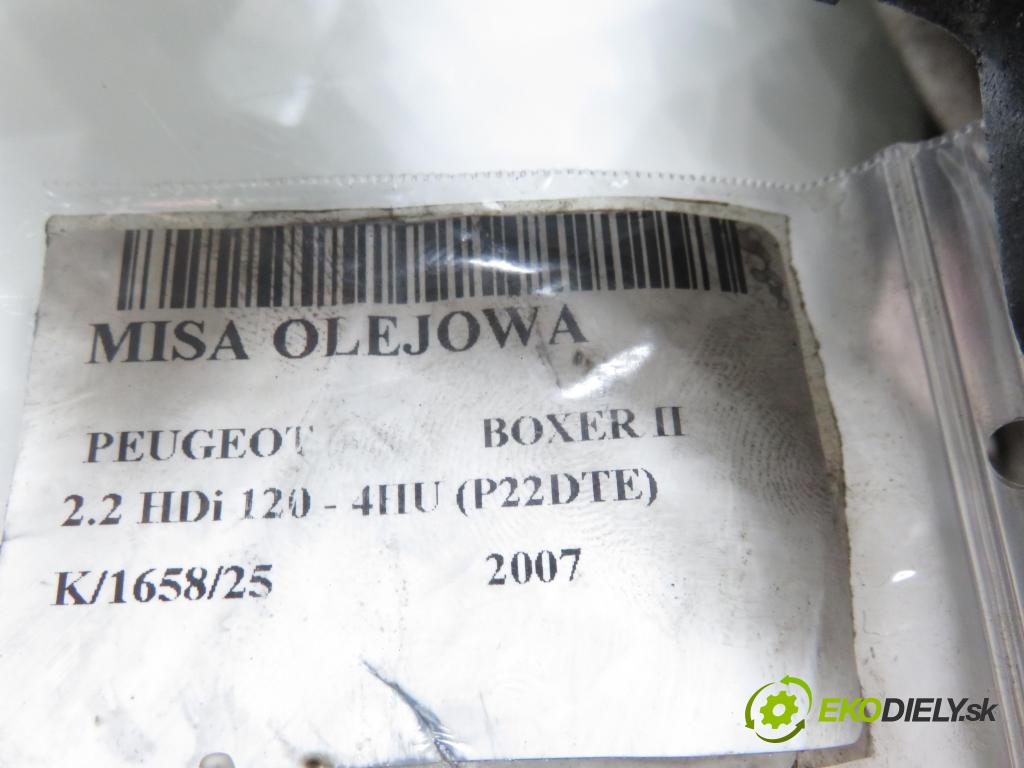 MISA OLEJOWA
PEUGEOT BOXER II
2.2 HDi 120 - 4HU (P22DTE)
K/1658/25 2007
EKODIELY.sk